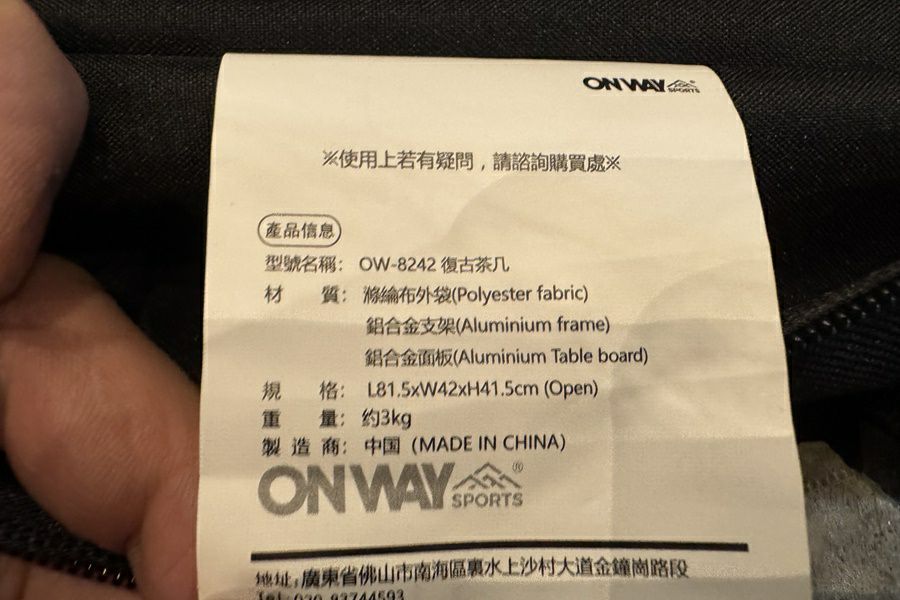 ONWAY SPORTS
※使用上若有疑問，請諮詢購買處※
產品信息
型號名稱： OW-8242 復古茶几
材 質： 滌綸布外袋(Polyester fabric)
鋁合金支架(Aluminium frame)
鋁合金面板(Aluminium Table board)
規 格： L81.5xW42xH41.5cm (Open)
重 量： 约3kg
製 造 商： 中国（MADE IN CHINA）
ONWAY SPORTS®
地址：廣東省佛山市南海區裏水上沙村大道金鐘崗路段
Tel:020-83744593